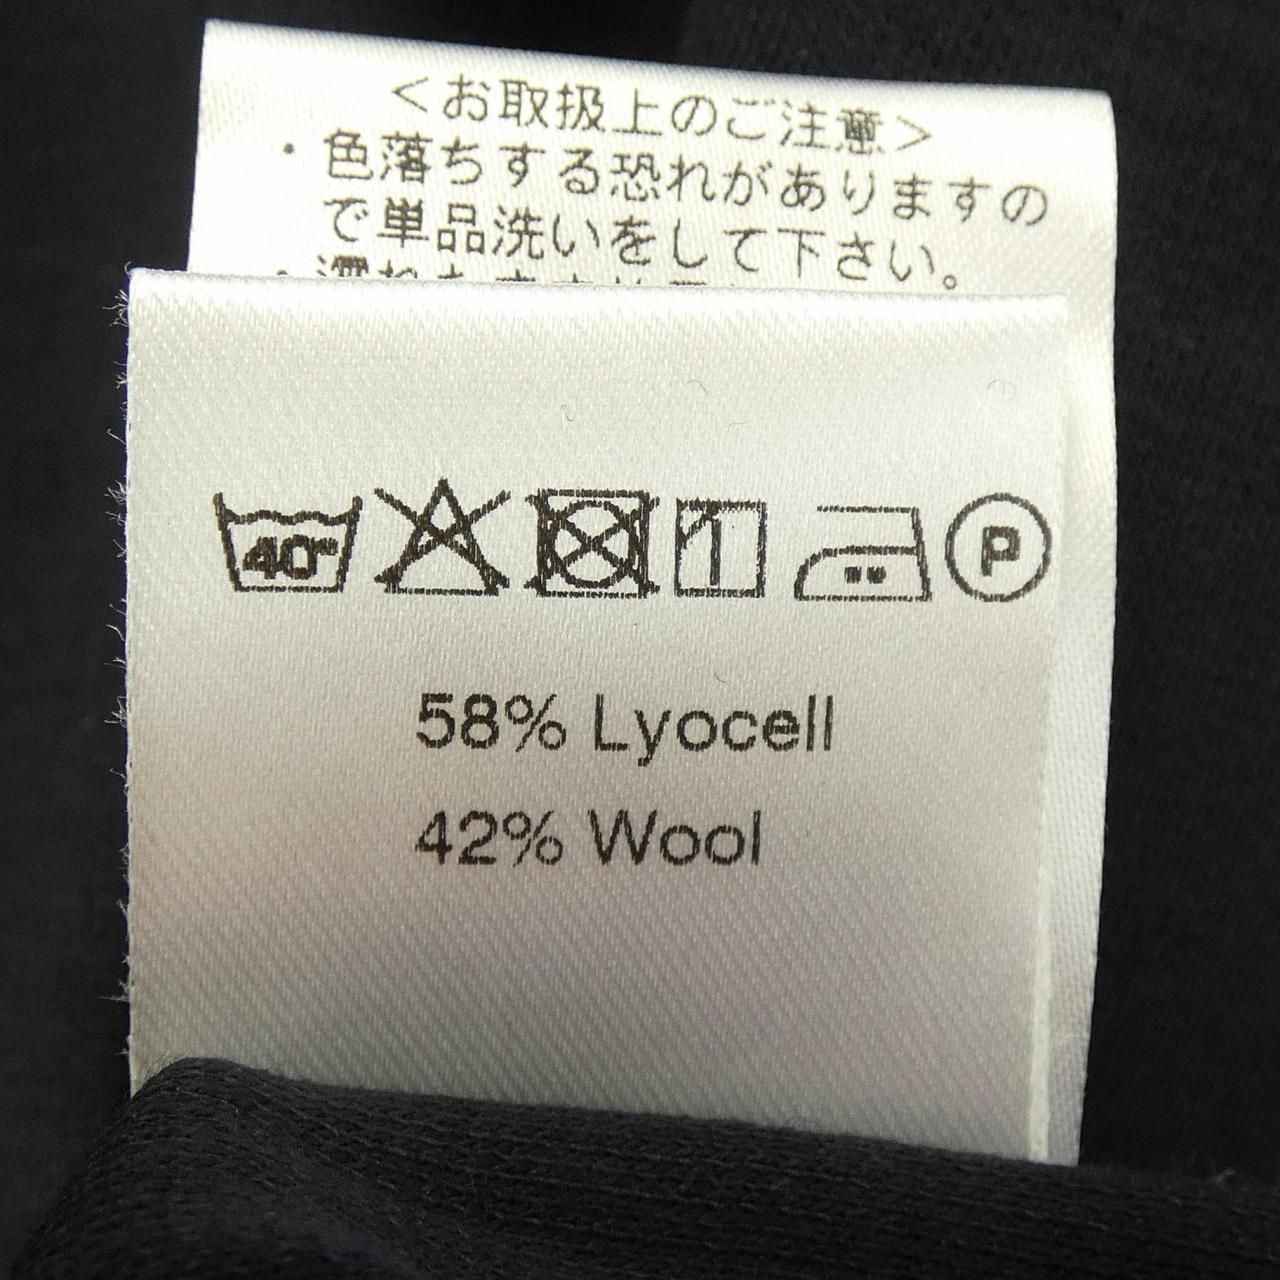 <お取扱上のご注意>
・色落ちする恐れがありますの
で単品洗いをして下さい。
40°
P
58% Lyocell
42% Wool